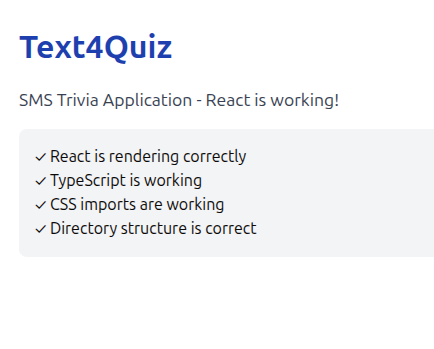 Text4Quiz
SMS Trivia Application - React is working!
✓ React is rendering correctly
✓ TypeScript is working
✓ CSS imports are working
✓ Directory structure is correct